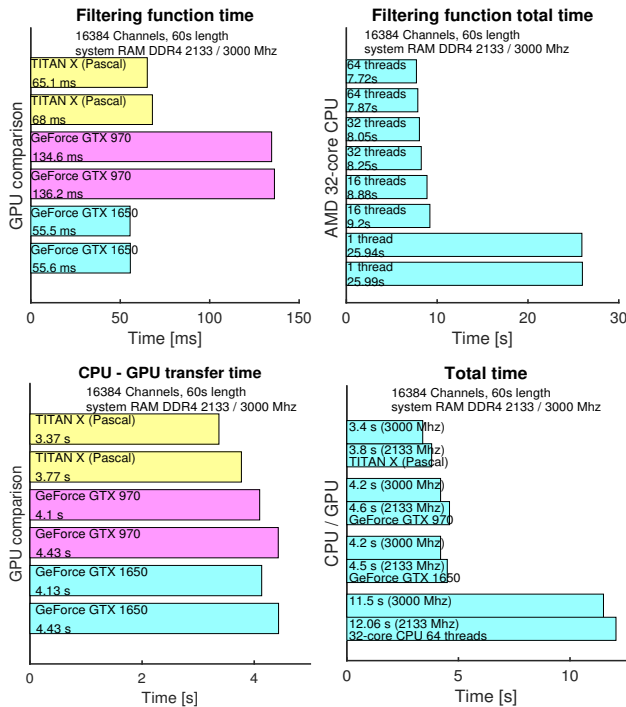 Filtering function time
16384 Channels, 60s length
system RAM DDR4 2133 / 3000 Mhz
GPU comparison
TITAN X (Pascal)
65.1 ms
TITAN X (Pascal)
68 ms
GeForce GTX 970
134.6 ms
GeForce GTX 970
136.2 ms
GeForce GTX 1650
55.5 ms
GeForce GTX 1650
55.6 ms
0 50 100 150
Time [ms]
Filtering function total time
16384 Channels, 60s length
system RAM DDR4 2133 / 3000 Mhz
AMD 32-core CPU
64 threads
7.72s
64 threads
7.87s
32 threads
8.05s
32 threads
8.25s
16 threads
8.88s
16 threads
9.2s
1 thread
25.94s
1 thread
25.99s
0 10 20 30
Time [s]
CPU - GPU transfer time
16384 Channels, 60s length
system RAM DDR4 2133 / 3000 Mhz
GPU comparison
TITAN X (Pascal)
3.37 s
TITAN X (Pascal)
3.77 s
GeForce GTX 970
4.1 s
GeForce GTX 970
4.43 s
GeForce GTX 1650
4.13 s
GeForce GTX 1650
4.43 s
0 2 4
Time [s]
Total time
16384 Channels, 60s length
system RAM DDR4 2133 / 3000 Mhz
CPU / GPU
3.4 s (3000 Mhz)
3.8 s (2133 Mhz)
TITAN X (Pascal)
4.2 s (3000 Mhz)
4.6 s (2133 Mhz)
GeForce GTX 970
4.2 s (3000 Mhz)
4.5 s (2133 Mhz)
GeForce GTX 1650
11.5 s (3000 Mhz)
12.06 s (2133 Mhz)
32-core CPU 64 threads
0 5 10
Time [s]